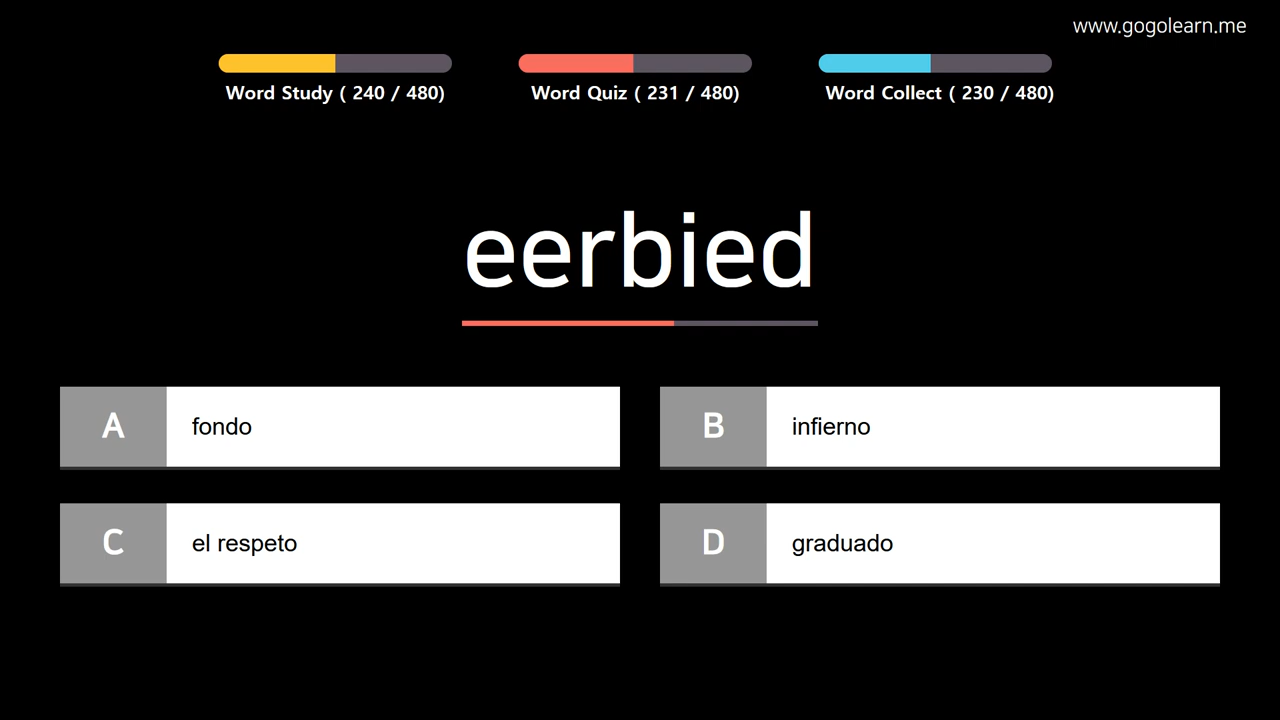 www.gogolearn.me
Word Study ( 240 / 480)
Word Quiz ( 231 / 480)
Word Collect ( 230 / 480)
eerbied
A fondo
B infierno
C el respeto
D graduado